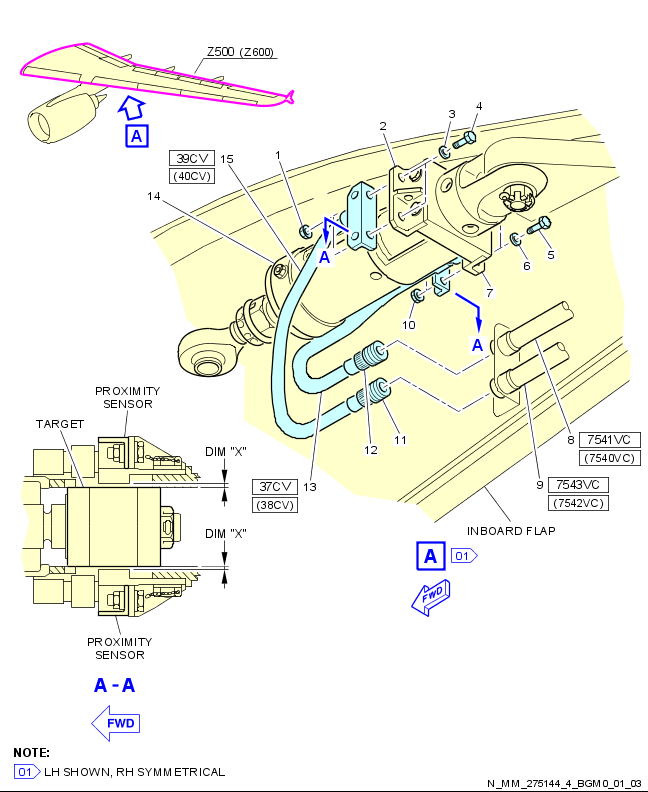 Z500 (Z600)
A
39CV
(40CV)
15
1
2
3
4
14
A
5
6
7
10
A
8
7541VC
(7540VC)
9
7543VC
(7542VC)
11
12
13
37CV
(38CV)
INBOARD FLAP
A
01
FWD
PROXIMITY
SENSOR
TARGET
DIM "X"
DIM "X"
PROXIMITY
SENSOR
A - A
FWD
NOTE:
01 LH SHOWN, RH SYMMETRICAL
N_MM_275144_4_BGM0_01_03